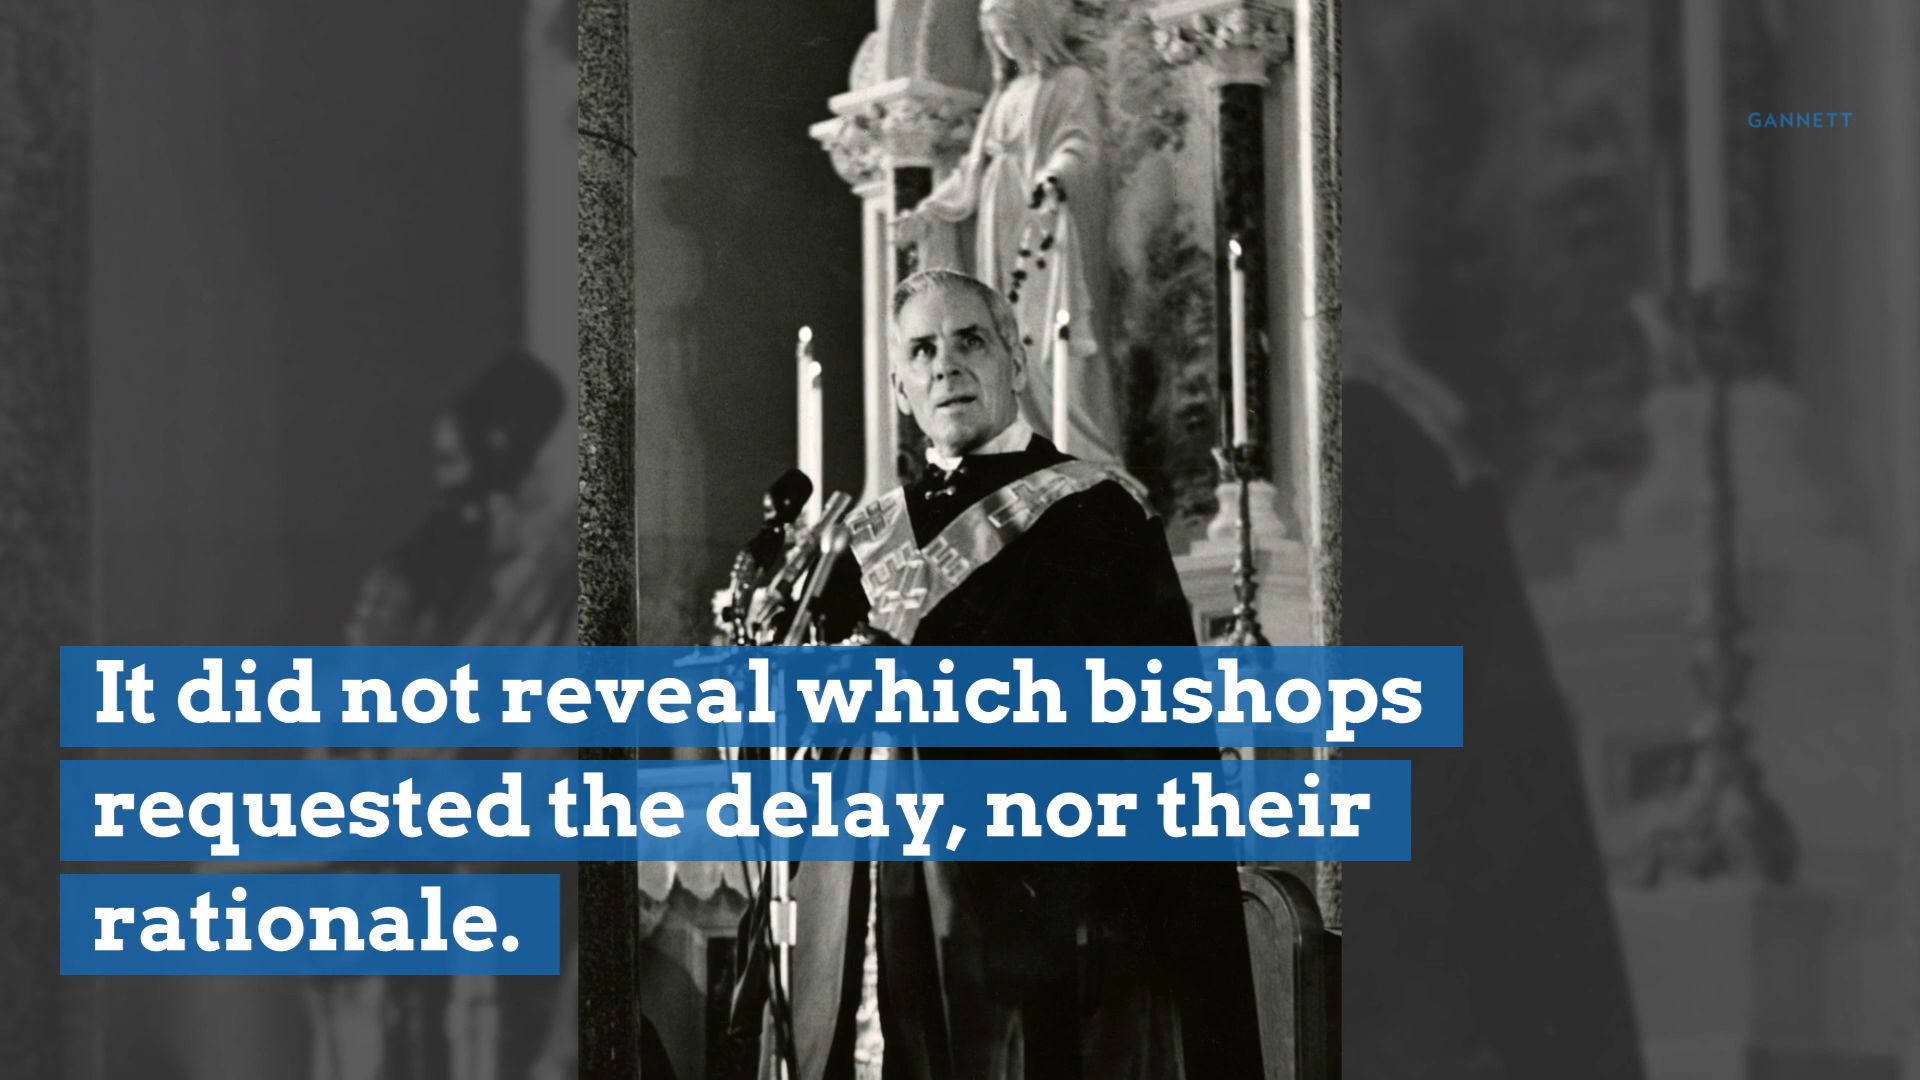 GANNETT
It did not reveal which bishops
requested the delay, nor their
rationale.